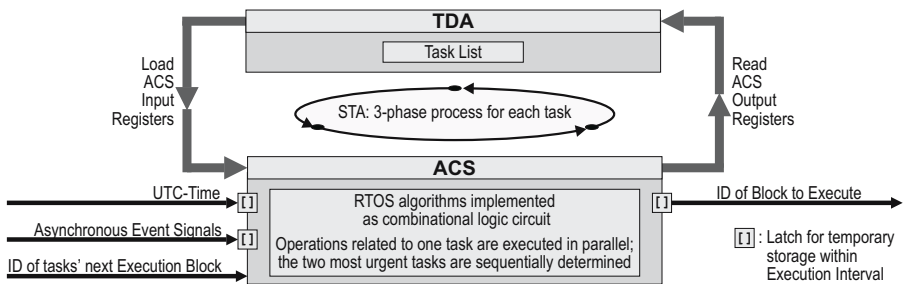 TDA
Task List
Load
ACS
Input
Registers
STA: 3-phase process for each task
Read
ACS
Output
Registers
ACS
UTC-Time
[ ]
Asynchronous Event Signals
[ ]
ID of tasks' next Execution Block
RTOS algorithms implemented
as combinational logic circuit
Operations related to one task are executed in parallel;
the two most urgent tasks are sequentially determined
[ ]
ID of Block to Execute
[ ] : Latch for temporary
storage within
Execution Interval